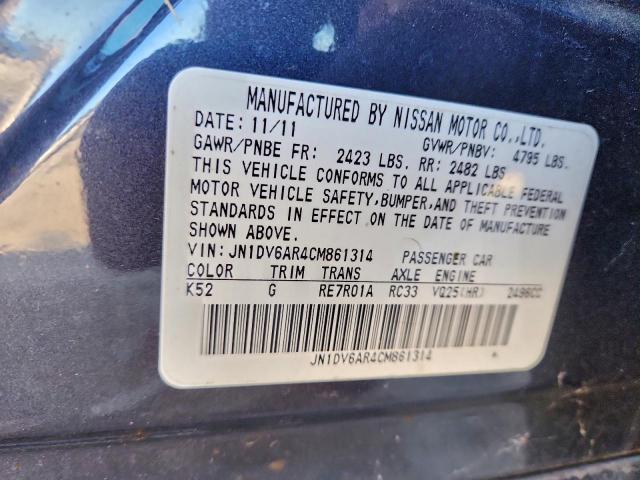 MANUFACTURED BY NISSAN MOTOR CO.,LTD.
DATE: 11/11 GVWR/PNBV: 4795 LBS.
GAWR/PNBE FR: 2423 LBS. RR: 2482 LBS
THIS VEHICLE CONFORMS TO ALL APPLICABLE FEDERAL
MOTOR VEHICLE SAFETY,BUMPER,AND THEFT PREVENTION
STANDARDS IN EFFECT ON THE DATE OF MANUFACTURE
SHOWN ABOVE.
VIN:JN1DV6AR4CM861314 PASSENGER CAR
COLOR TRIM TRANS AXLE ENGINE
K52 G RE7R01A RC33 VQ25(HR) 2496CC
JN1DV6AR4CM861314